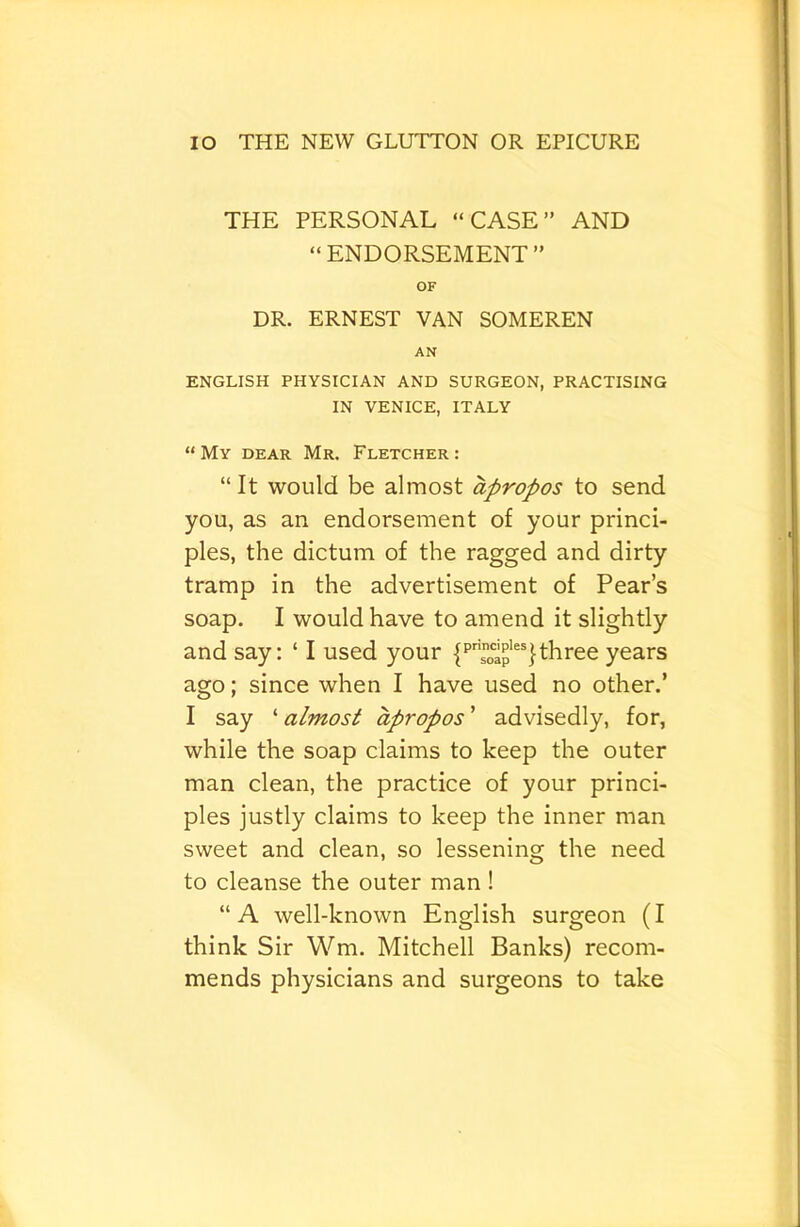 10 THE NEW GLUTTON OR EPICURE
THE PERSONAL “CASE” AND
“ENDORSEMENT”
OF
DR. ERNEST VAN SOMEREN
AN
ENGLISH PHYSICIAN AND SURGEON, PRACTISING
IN VENICE, ITALY
“My dear Mr. Fletcher:
“It would be almost àpropos to send
you, as an endorsement of your princi-
ples, the dictum of the ragged and dirty
tramp in the advertisement of Pear’s
soap. I would have to amend it slightly
and say: ‘I used your {principles soap} three years
ago; since when I have used no other.’
I say ‘almost àpropos’ advisedly, for,
while the soap claims to keep the outer
man clean, the practice of your princi-
ples justly claims to keep the inner man
sweet and clean, so lessening the need
to cleanse the outer man!
“A well-known English surgeon (I
think Sir Wm. Mitchell Banks) recom-
mends physicians and surgeons to take